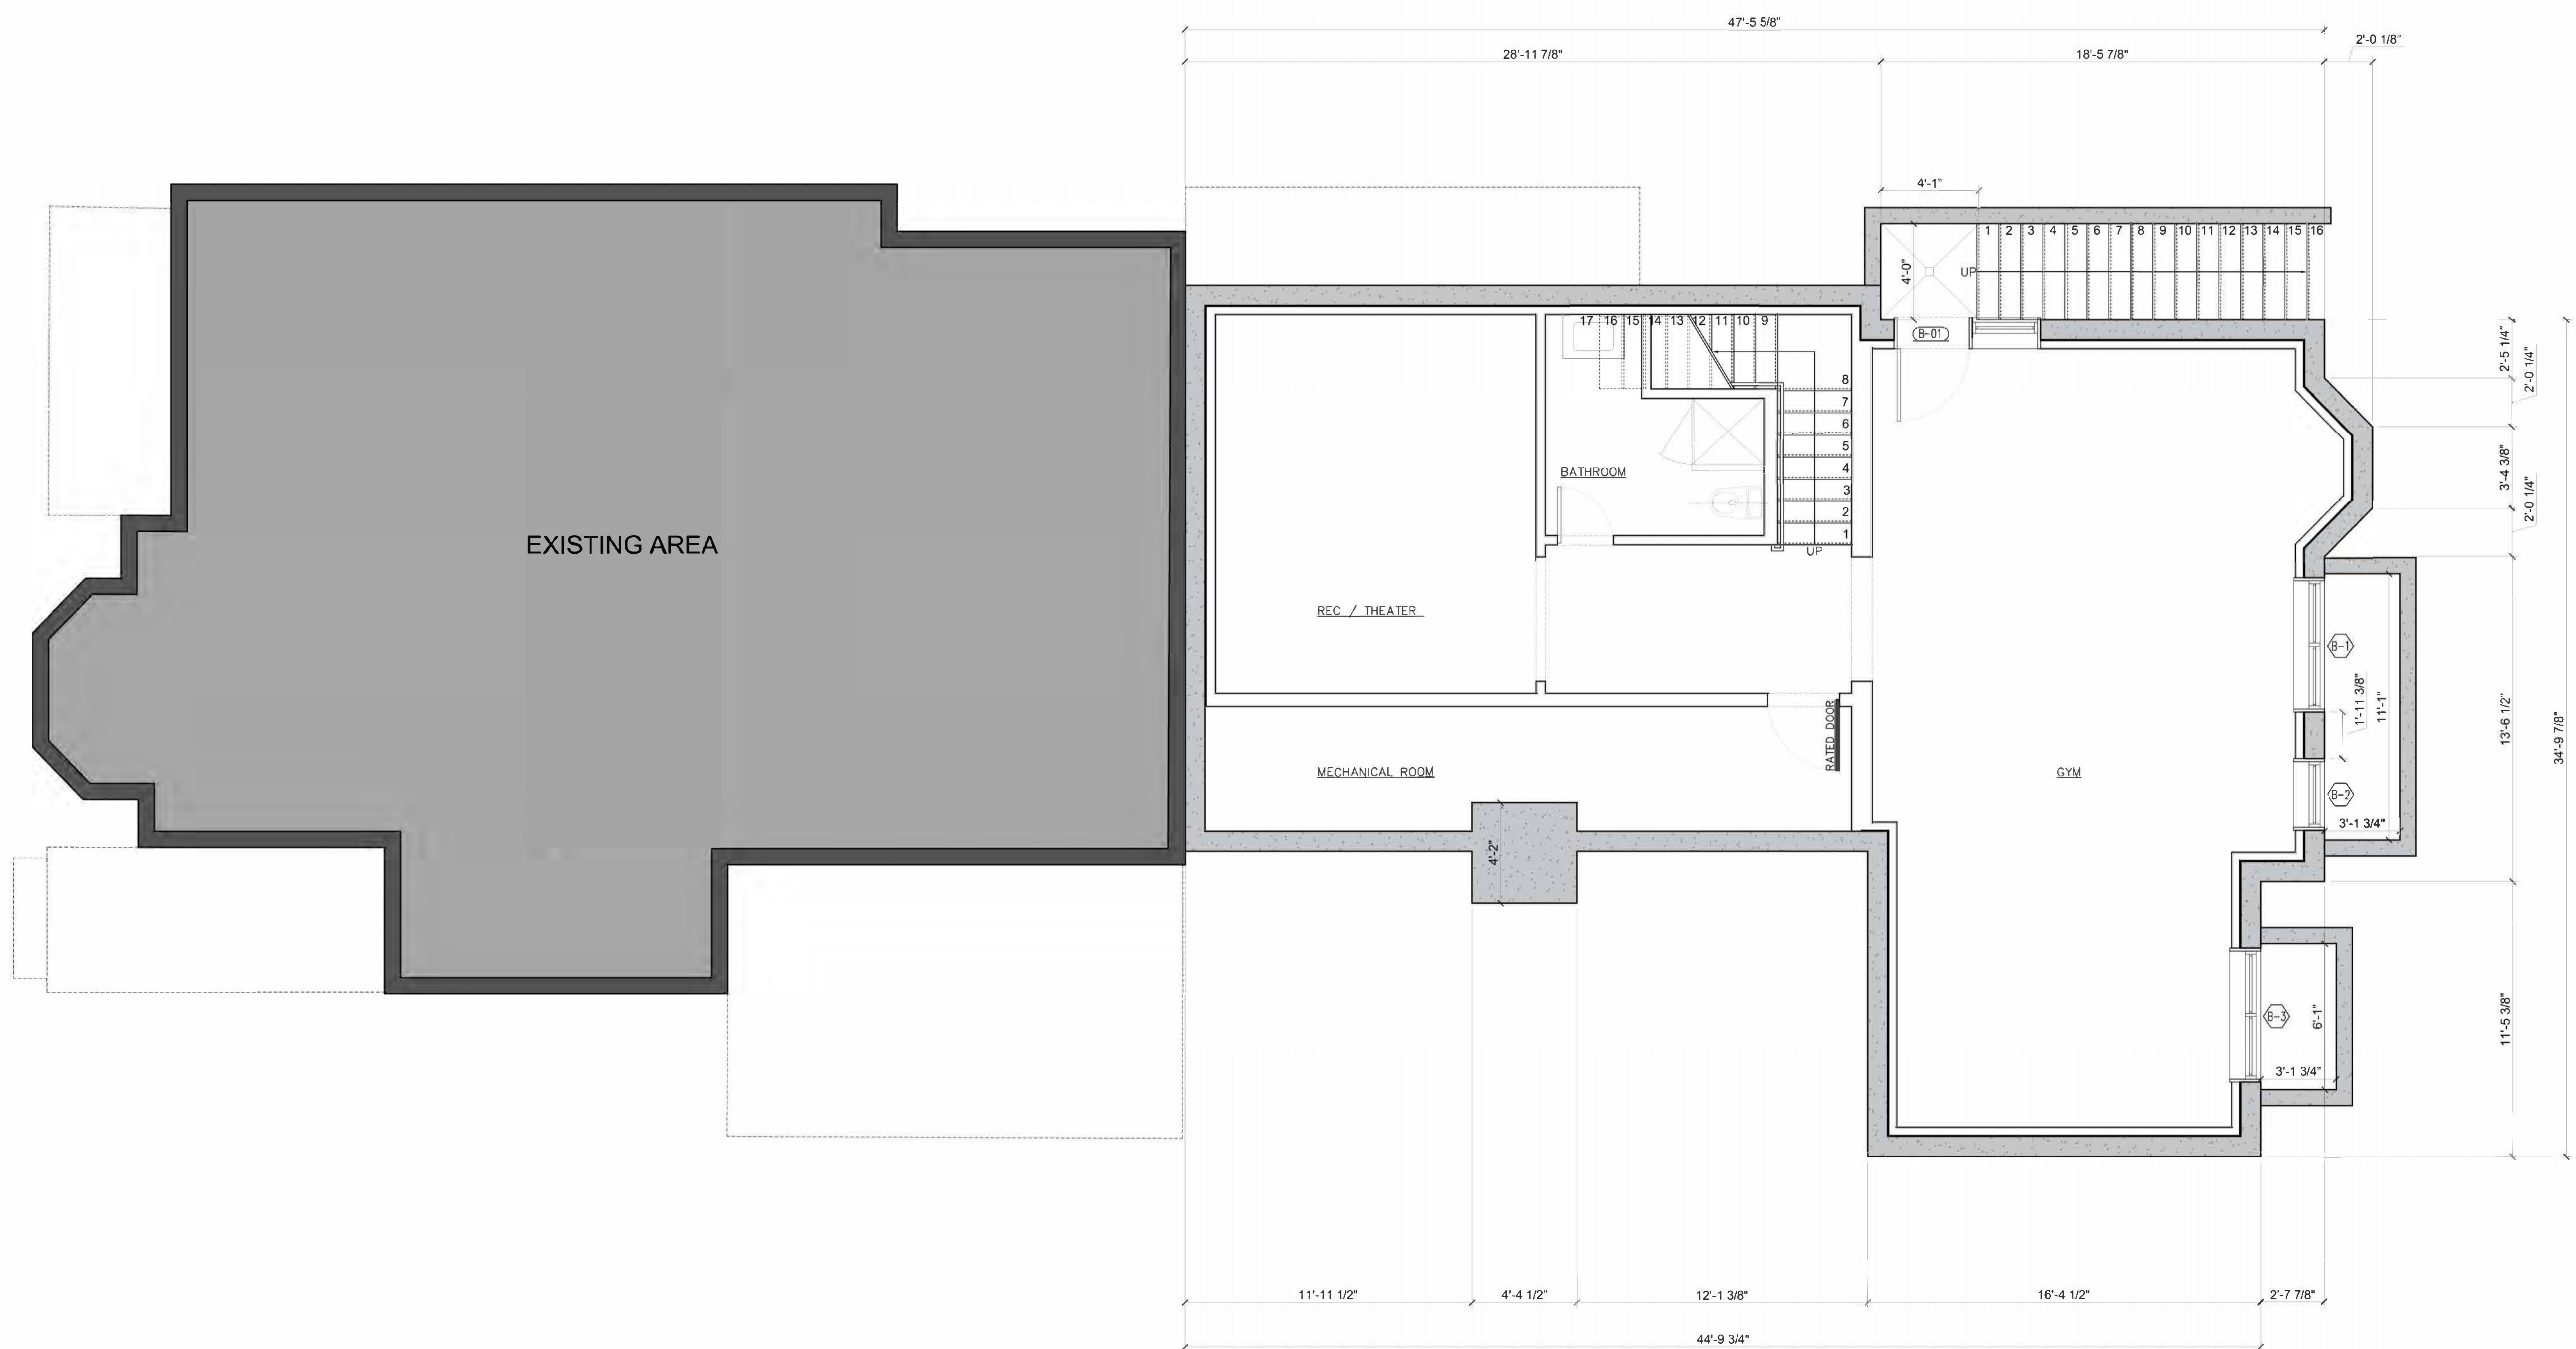 47'-5 5/8"
2'-0 1/8"
28'-11 7/8"
18'-5 7/8"
4'-1"
1 2 3 4 5 6 7 8 9 10 11 12 13 14 15 16
4'-0"
UP
B-01
17 16 15 14 13 12 11 10 9
8
7
6
5
4
3
2
1
UP
2'-5 1/4"
2'-0 1/4"
3'-4 3/8"
2'-0 1/4"
BATHROOM
EXISTING AREA
REC / THEATER
B-1
1'-11 3/8"
11'-1"
13'-6 1/2"
34'-9 7/8"
RATED DOOR
MECHANICAL ROOM
GYM
B-2
3'-1 3/4"
4'-2"
B-3
6'-1"
11'-5 3/8"
3'-1 3/4"
11'-11 1/2"
4'-4 1/2"
12'-1 3/8"
16'-4 1/2"
2'-7 7/8"
44'-9 3/4"